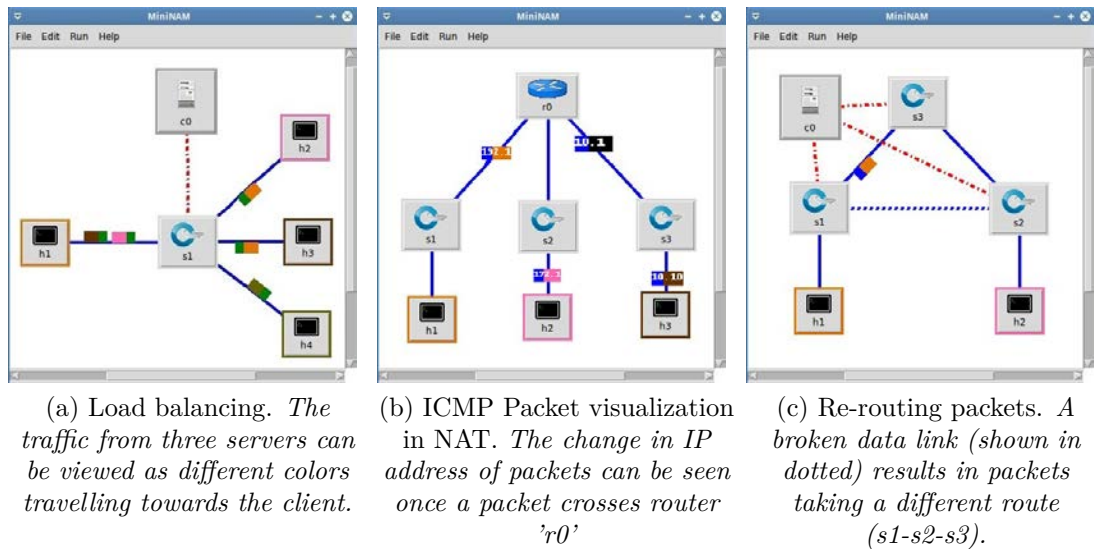 MiniNAM
File Edit Run Help
c0
h2
h1
s1
h3
h4
MiniNAM
File Edit Run Help
r0
192.1
10.1
s1
s2
s3
10.10
h1
h2
h3
MiniNAM
File Edit Run Help
c0
s3
s1
s2
h1
h2
(a) Load balancing. The
traffic from three servers can
be viewed as different colors
travelling towards the client.
(b) ICMP Packet visualization
in NAT. The change in IP
address of packets can be seen
once a packet crosses router
'r0'
(c) Re-routing packets. A
broken data link (shown in
dotted) results in packets
taking a different route
(s1-s2-s3).